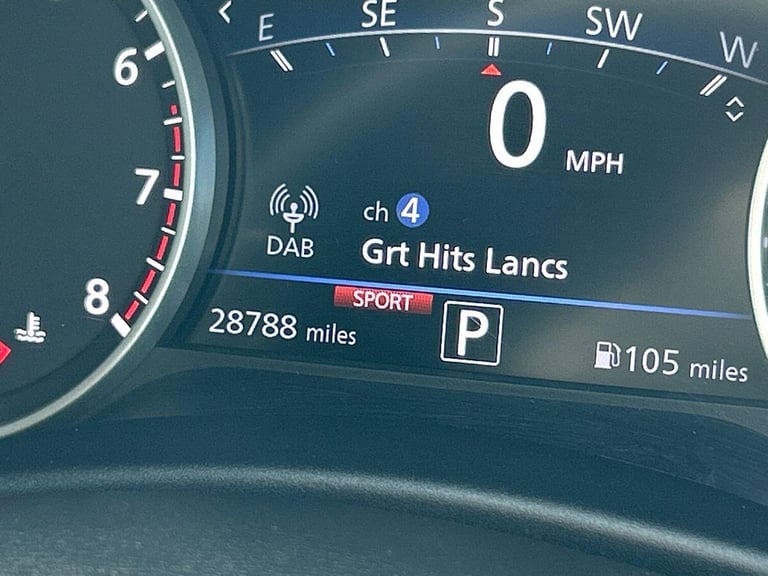 E SE S SW W
6
0 MPH
7
ch 4
DAB
Grt Hits Lancs
8
SPORT
28788 miles
P
105 miles